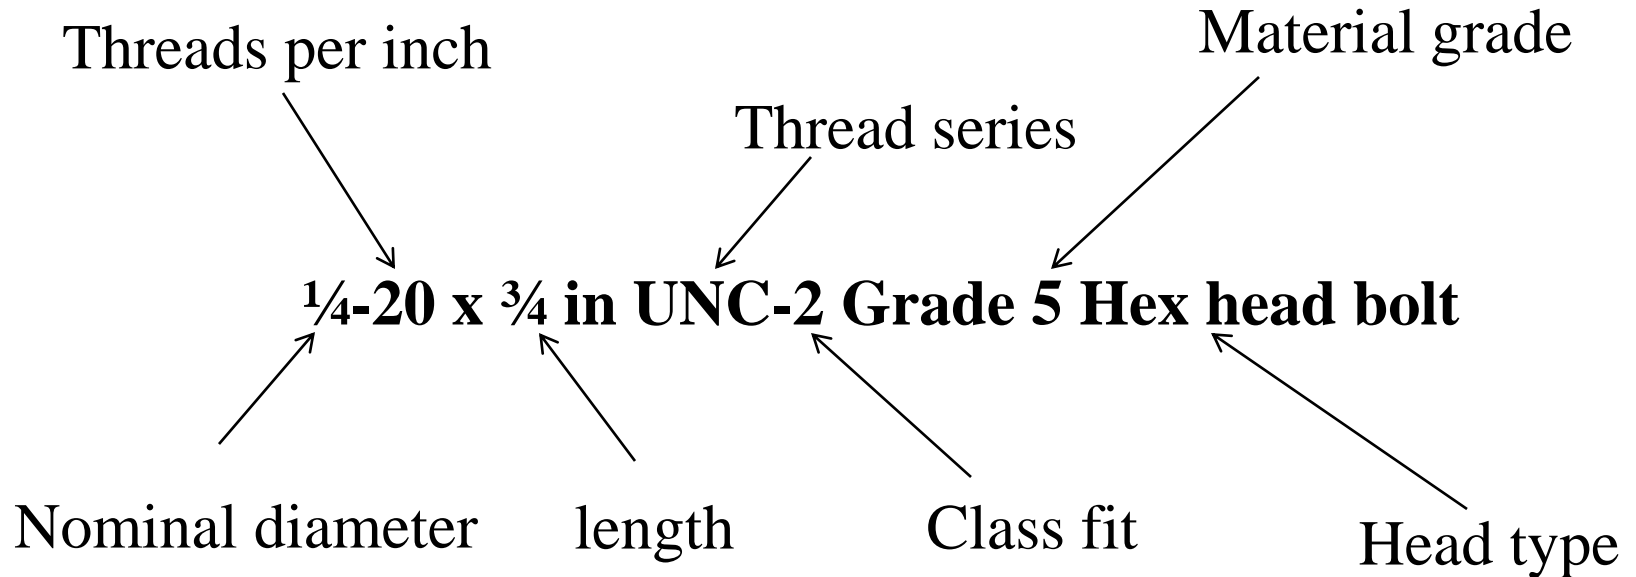 Threads per inch
Material grade
Thread series
¼-20 x ¾ in UNC-2 Grade 5 Hex head bolt
Nominal diameter
length
Class fit
Head type